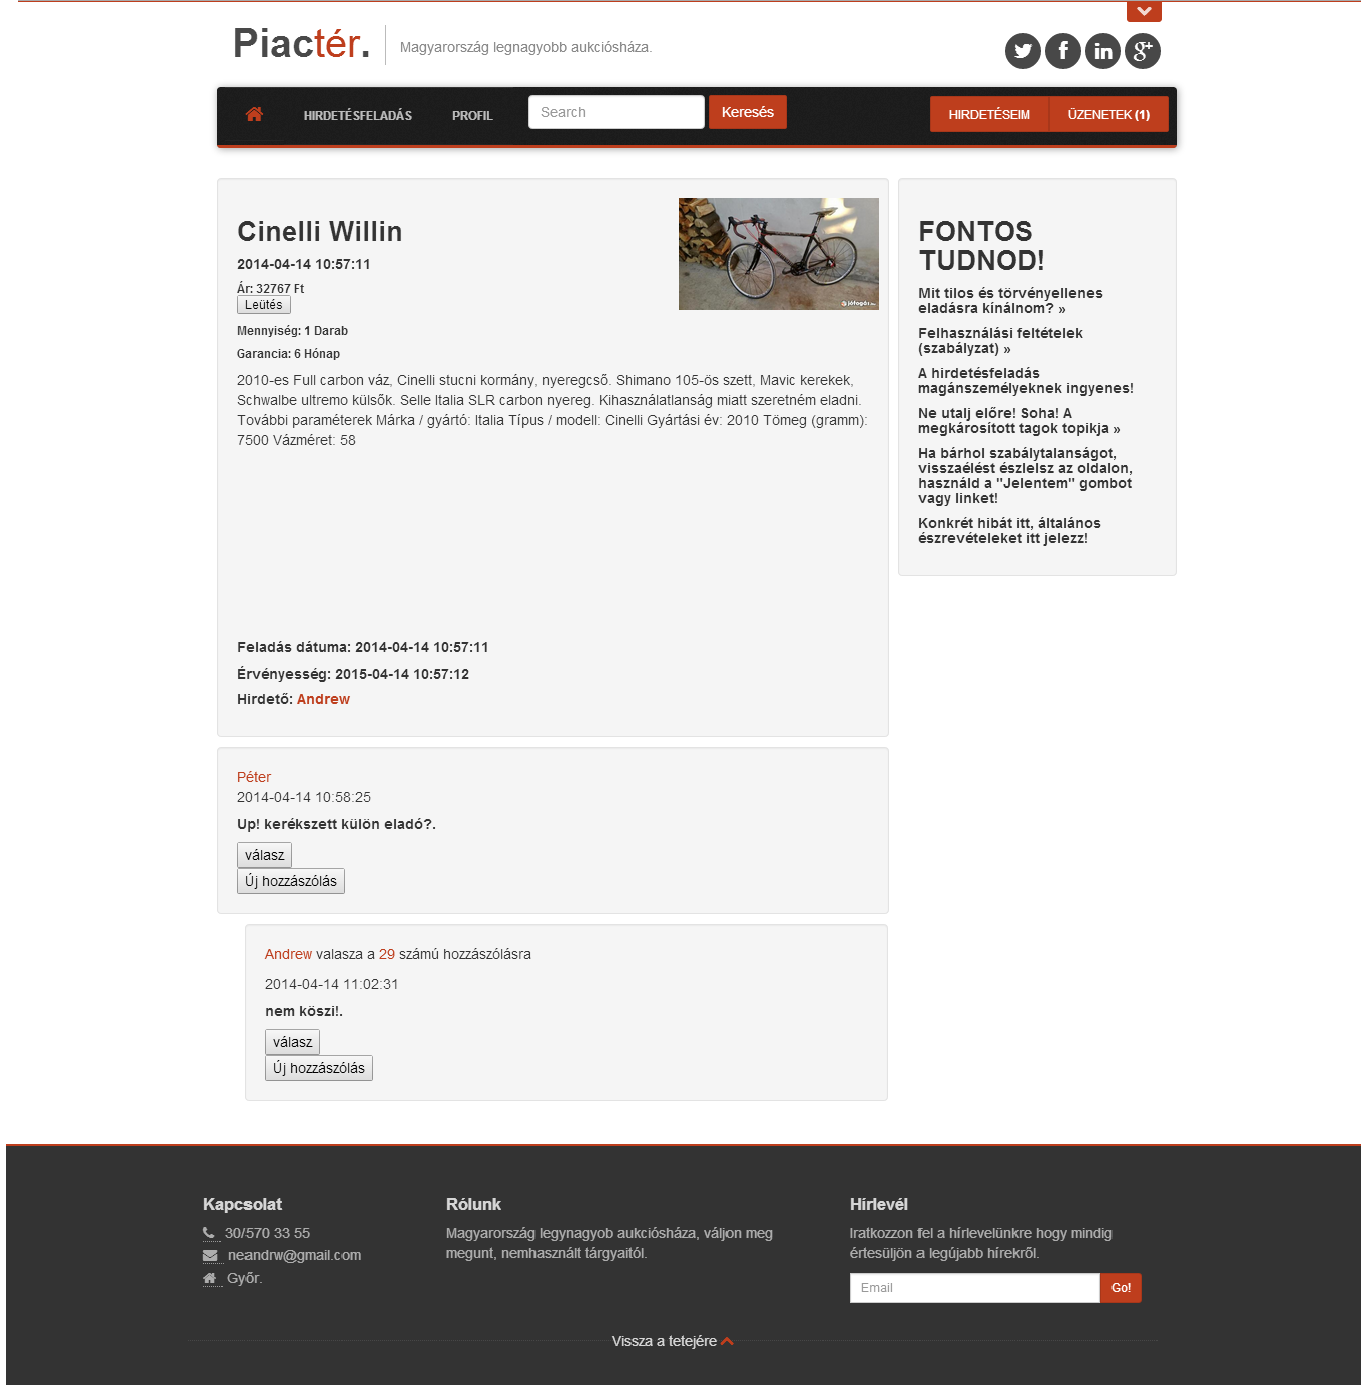 Piactér.
Magyarország legnagyobb aukciósháza.
HIRDETÉSFELADÁS
PROFIL
Search
Keresés
HIRDETÉSEIM
ÜZENETEK (1)
Cinelli Willin
2014-04-14 10:57:11
Ár: 32767 Ft
Leütés
Mennyiség: 1 Darab
Garancia: 6 Hónap
2010-es Full carbon váz, Cinelli stucni kormány, nyeregcső. Shimano 105-ös szett, Mavic kerekek,
Schwalbe ultremo külsők. Selle Italia SLR carbon nyereg. Kihasználatlanság miatt szeretném eladni.
További paraméterek Márka / gyártó: Italia Típus / modell: Cinelli Gyártási év: 2010 Tömeg (gramm):
7500 Vázméret: 58
jófogás
Feladás dátuma: 2014-04-14 10:57:11
Érvényesség: 2015-04-14 10:57:12
Hirdető: Andrew
FONTOS
TUDNOD!
Mit tilos és törvényellenes
eladásra kínálnom? »
Felhasználási feltételek
(szabályzat) »
A hirdetésfeladás
magánszemélyeknek ingyenes!
Ne utalj előre! Soha! A
megkárosított tagok topikja »
Ha bárhol szabálytalanságot,
visszaélést észlelsz az oldalon,
használd a "Jelentem" gombot
vagy linket!
Konkrét hibát itt, általános
észrevételeket itt jelezz!
Péter
2014-04-14 10:58:25
Up! kerékszett külön eladó?.
válasz
Új hozzászólás
Andrew valasza a 29 számú hozzászólásra
2014-04-14 11:02:31
nem köszi!.
válasz
Új hozzászólás
Kapcsolat
30/570 33 55
neandrw@gmail.com
Győr.
Rólunk
Magyarország legynagyob aukciósháza, váljon meg
megunt, nemhasznált tárgyaitól.
Hírlevél
Iratkozzon fel a hírlevelünkre hogy mindig
értesüljön a legújabb hírekről.
Email
Go!
Vissza a tetejére